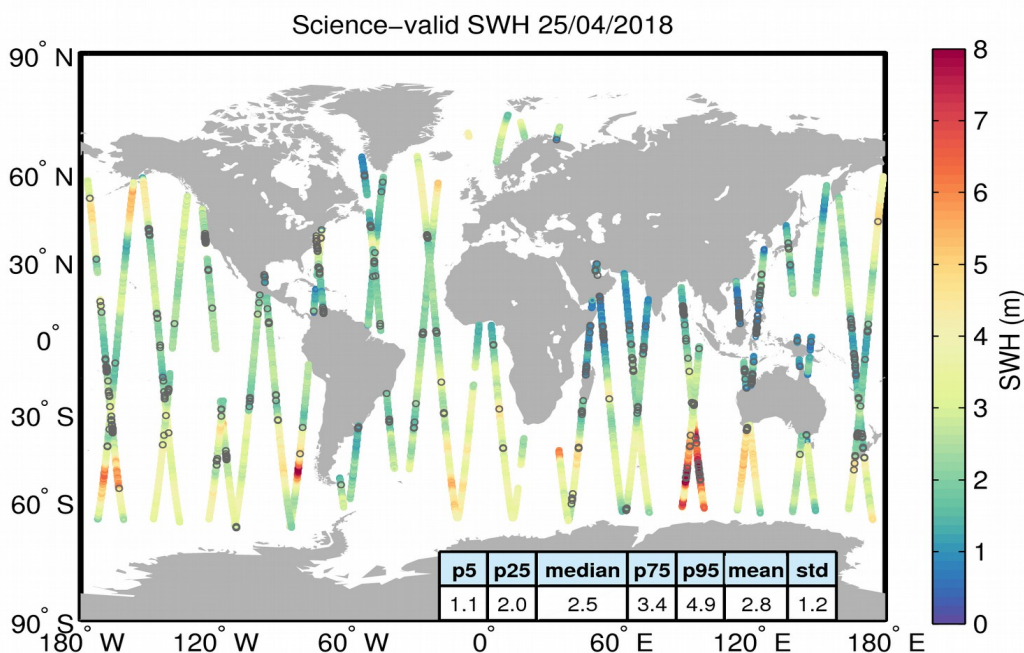 Science−valid SWH 25/04/2018
90° N
60° N
30° N
0°
30° S
60° S
90° S
180° W
120° W
60° W
0°
60° E
120° E
180° E
p5 p25 median p75 p95 mean std
1.1 2.0 2.5 3.4 4.9 2.8 1.2
8
7
6
5
4
3
2
1
0
SWH (m)